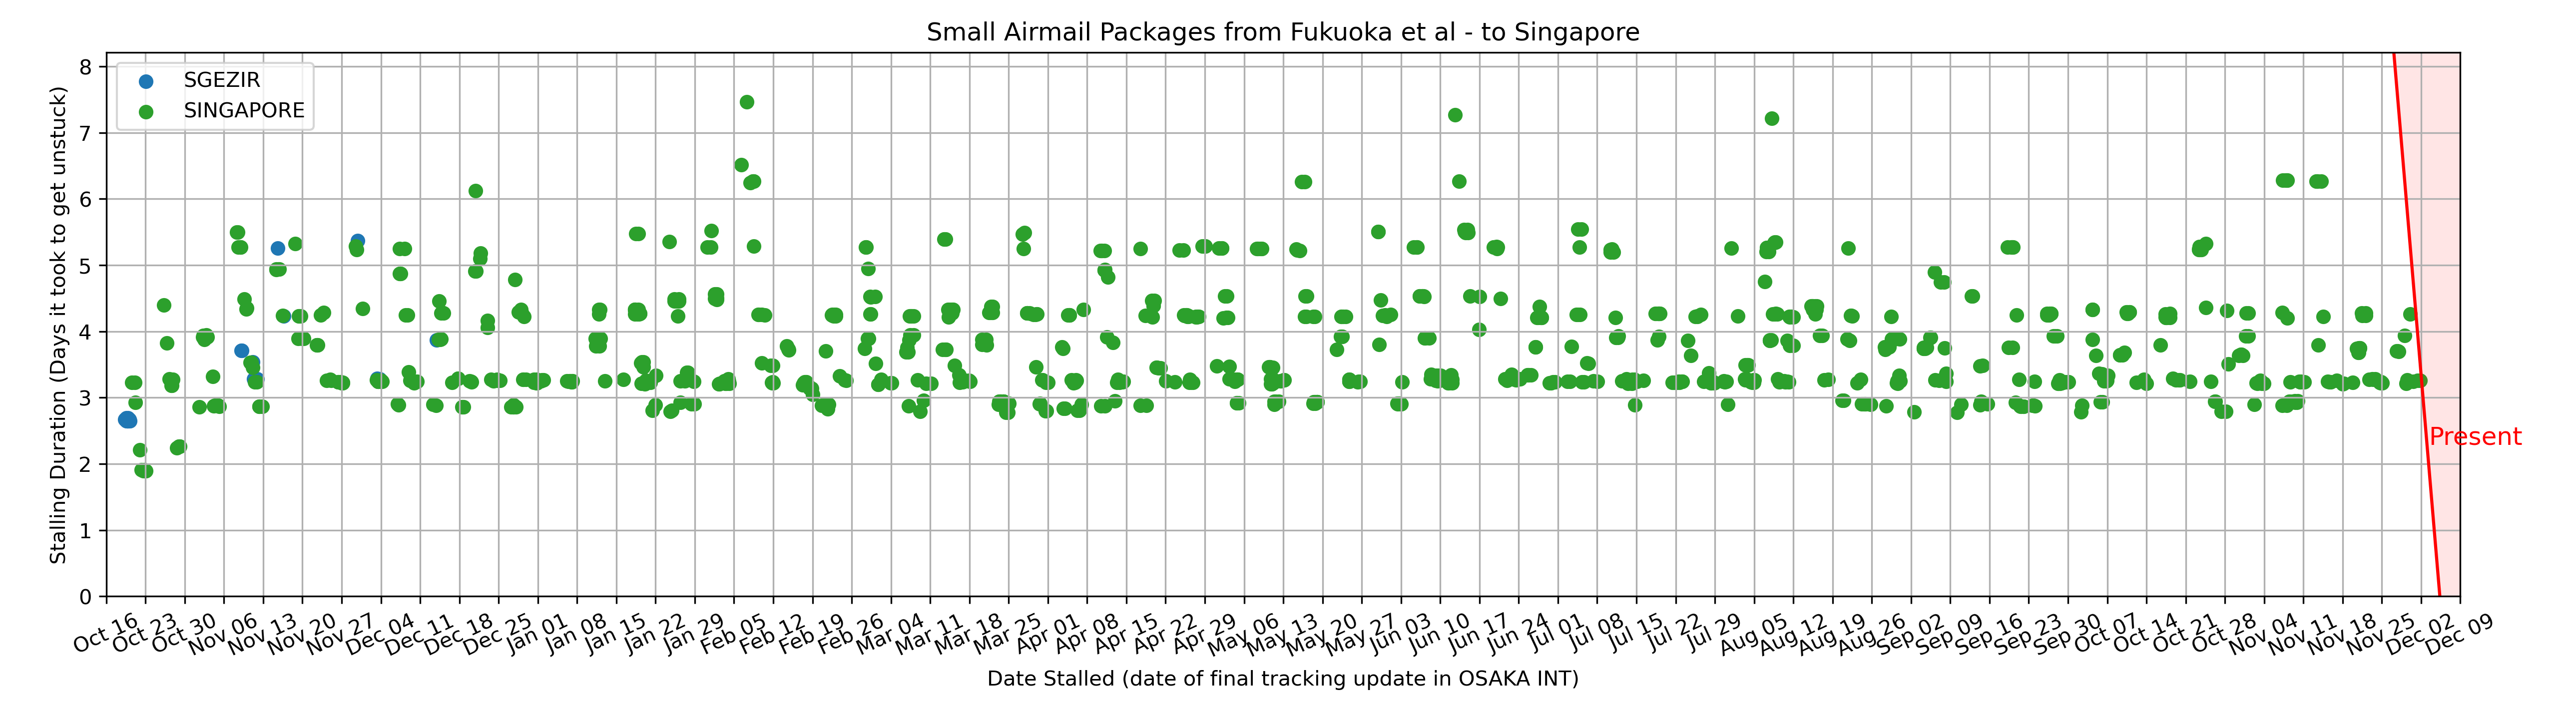 Small Airmail Packages from Fukuoka et al - to Singapore
SGEZIR
SINGAPORE
Stalling Duration (Days it took to get unstuck)
8
7
6
5
4
3
2
1
0
Present
Oct 16 Oct 23 Oct 30 Nov 06 Nov 13 Nov 20 Nov 27 Dec 04 Dec 11 Dec 18 Dec 25 Jan 01 Jan 08 Jan 15 Jan 22 Jan 29 Feb 05 Feb 12 Feb 19 Feb 26 Mar 04 Mar 11 Mar 18 Mar 25 Apr 01 Apr 08 Apr 15 Apr 22 Apr 29 May 06 May 13 May 20 May 27 Jun 03 Jun 10 Jun 17 Jun 24 Jul 01 Jul 08 Jul 15 Jul 22 Jul 29 Aug 05 Aug 12 Aug 19 Aug 26 Sep 02 Sep 09 Sep 16 Sep 23 Sep 30 Oct 07 Oct 14 Oct 21 Oct 28 Nov 04 Nov 11 Nov 18 Nov 25 Dec 02 Dec 09
Date Stalled (date of final tracking update in OSAKA INT)